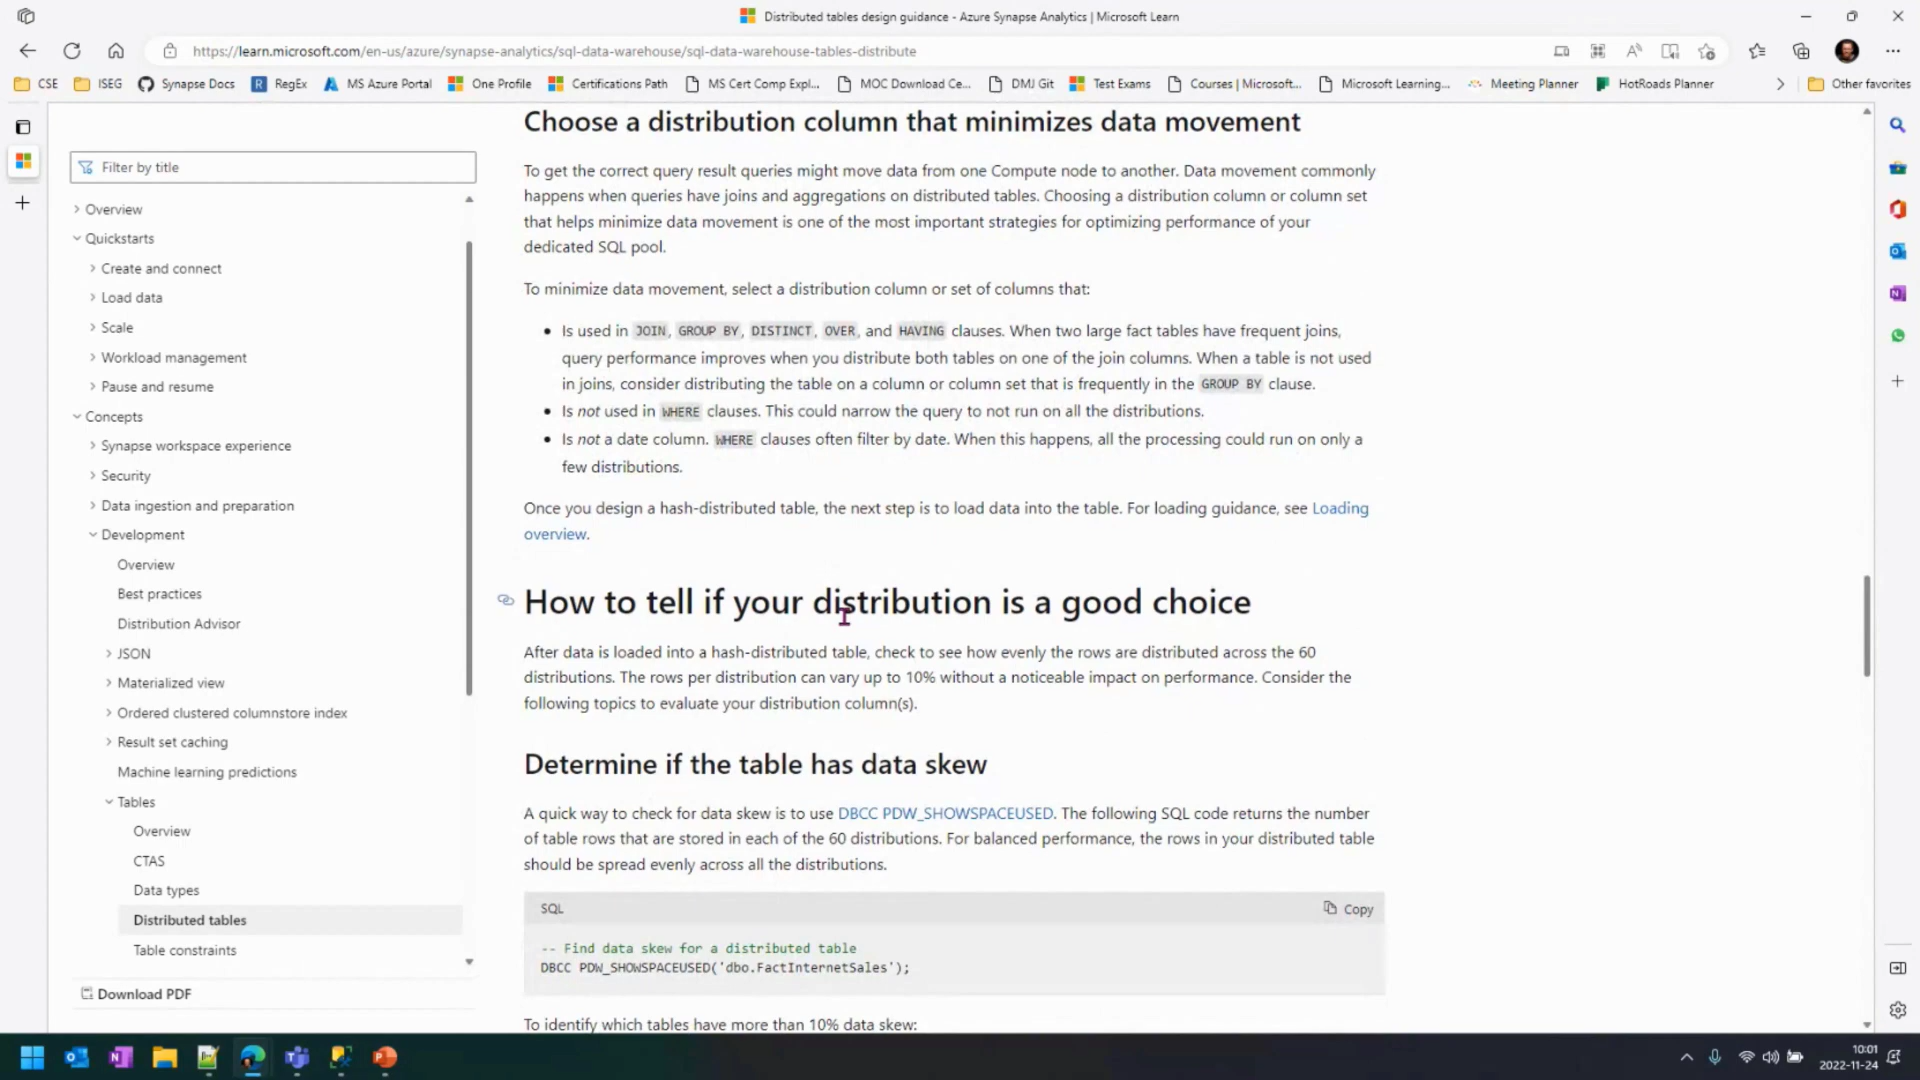 Distributed tables design guidance - Azure Synapse Analytics | Microsoft Learn
https://learn.microsoft.com/en-us/azure/synapse-analytics/sql-data-warehouse/sql-data-warehouse-tables-distribute
CSE ISEG Synapse Docs RegEx MS Azure Portal One Profile Certifications Path MS Cert Comp Expl... MOC Download Ce... DMJ Git Test Exams Courses | Microsoft... Microsoft Learning... Meeting Planner HotRoads Planner Other favorites
Filter by title
Overview
Quickstarts
Create and connect
Load data
Scale
Workload management
Pause and resume
Concepts
Synapse workspace experience
Security
Data ingestion and preparation
Development
Overview
Best practices
Distribution Advisor
JSON
Materialized view
Ordered clustered columnstore index
Result set caching
Machine learning predictions
Tables
Overview
CTAS
Data types
Distributed tables
Table constraints
Download PDF
Choose a distribution column that minimizes data movement
To get the correct query result queries might move data from one Compute node to another. Data movement commonly
happens when queries have joins and aggregations on distributed tables. Choosing a distribution column or column set
that helps minimize data movement is one of the most important strategies for optimizing performance of your
dedicated SQL pool.
To minimize data movement, select a distribution column or set of columns that:
• Is used in JOIN, GROUP BY, DISTINCT, OVER, and HAVING clauses. When two large fact tables have frequent joins,
query performance improves when you distribute both tables on one of the join columns. When a table is not used
in joins, consider distributing the table on a column or column set that is frequently in the GROUP BY clause.
• Is not used in WHERE clauses. This could narrow the query to not run on all the distributions.
• Is not a date column. WHERE clauses often filter by date. When this happens, all the processing could run on only a
few distributions.
Once you design a hash-distributed table, the next step is to load data into the table. For loading guidance, see Loading
overview.
How to tell if your distribution is a good choice
After data is loaded into a hash-distributed table, check to see how evenly the rows are distributed across the 60
distributions. The rows per distribution can vary up to 10% without a noticeable impact on performance. Consider the
following topics to evaluate your distribution column(s).
Determine if the table has data skew
A quick way to check for data skew is to use DBCC PDW_SHOWSPACEUSED. The following SQL code returns the number
of table rows that are stored in each of the 60 distributions. For balanced performance, the rows in your distributed table
should be spread evenly across all the distributions.
SQL Copy
-- Find data skew for a distributed table
DBCC PDW_SHOWSPACEUSED('dbo.FactInternetSales');
To identify which tables have more than 10% data skew:
10:01
2022-11-24